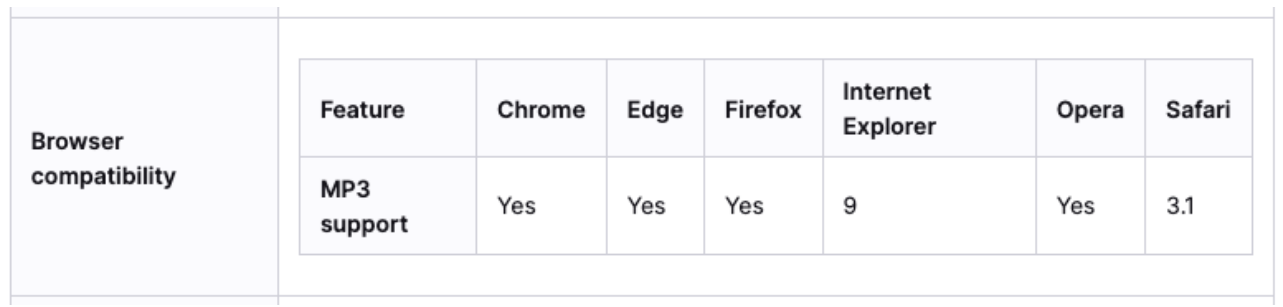 Browser
compatibility
Feature Chrome Edge Firefox Internet Explorer Opera Safari
MP3 support Yes Yes Yes 9 Yes 3.1